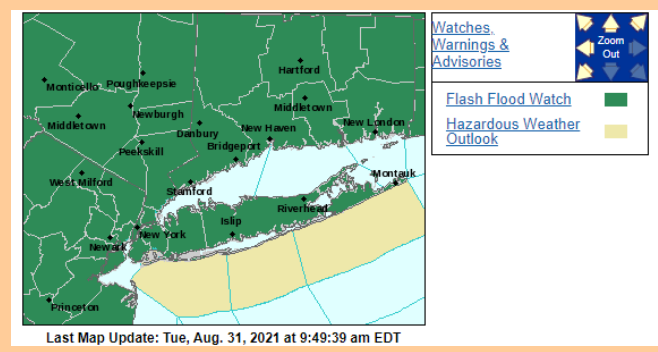 Watches,
Warnings &
Advisories
Zoom
Out
Flash Flood Watch
Hazardous Weather
Outlook
Hartford
Monticello
Poughkeepsie
Middletown
Newburgh
Middletown
Danbury
New Haven
New London
Bridgeport
Peekskill
West Milford
Stamford
Montauk
Riverhead
Islip
New York
Newark
Princeton
Last Map Update: Tue, Aug. 31, 2021 at 9:49:39 am EDT